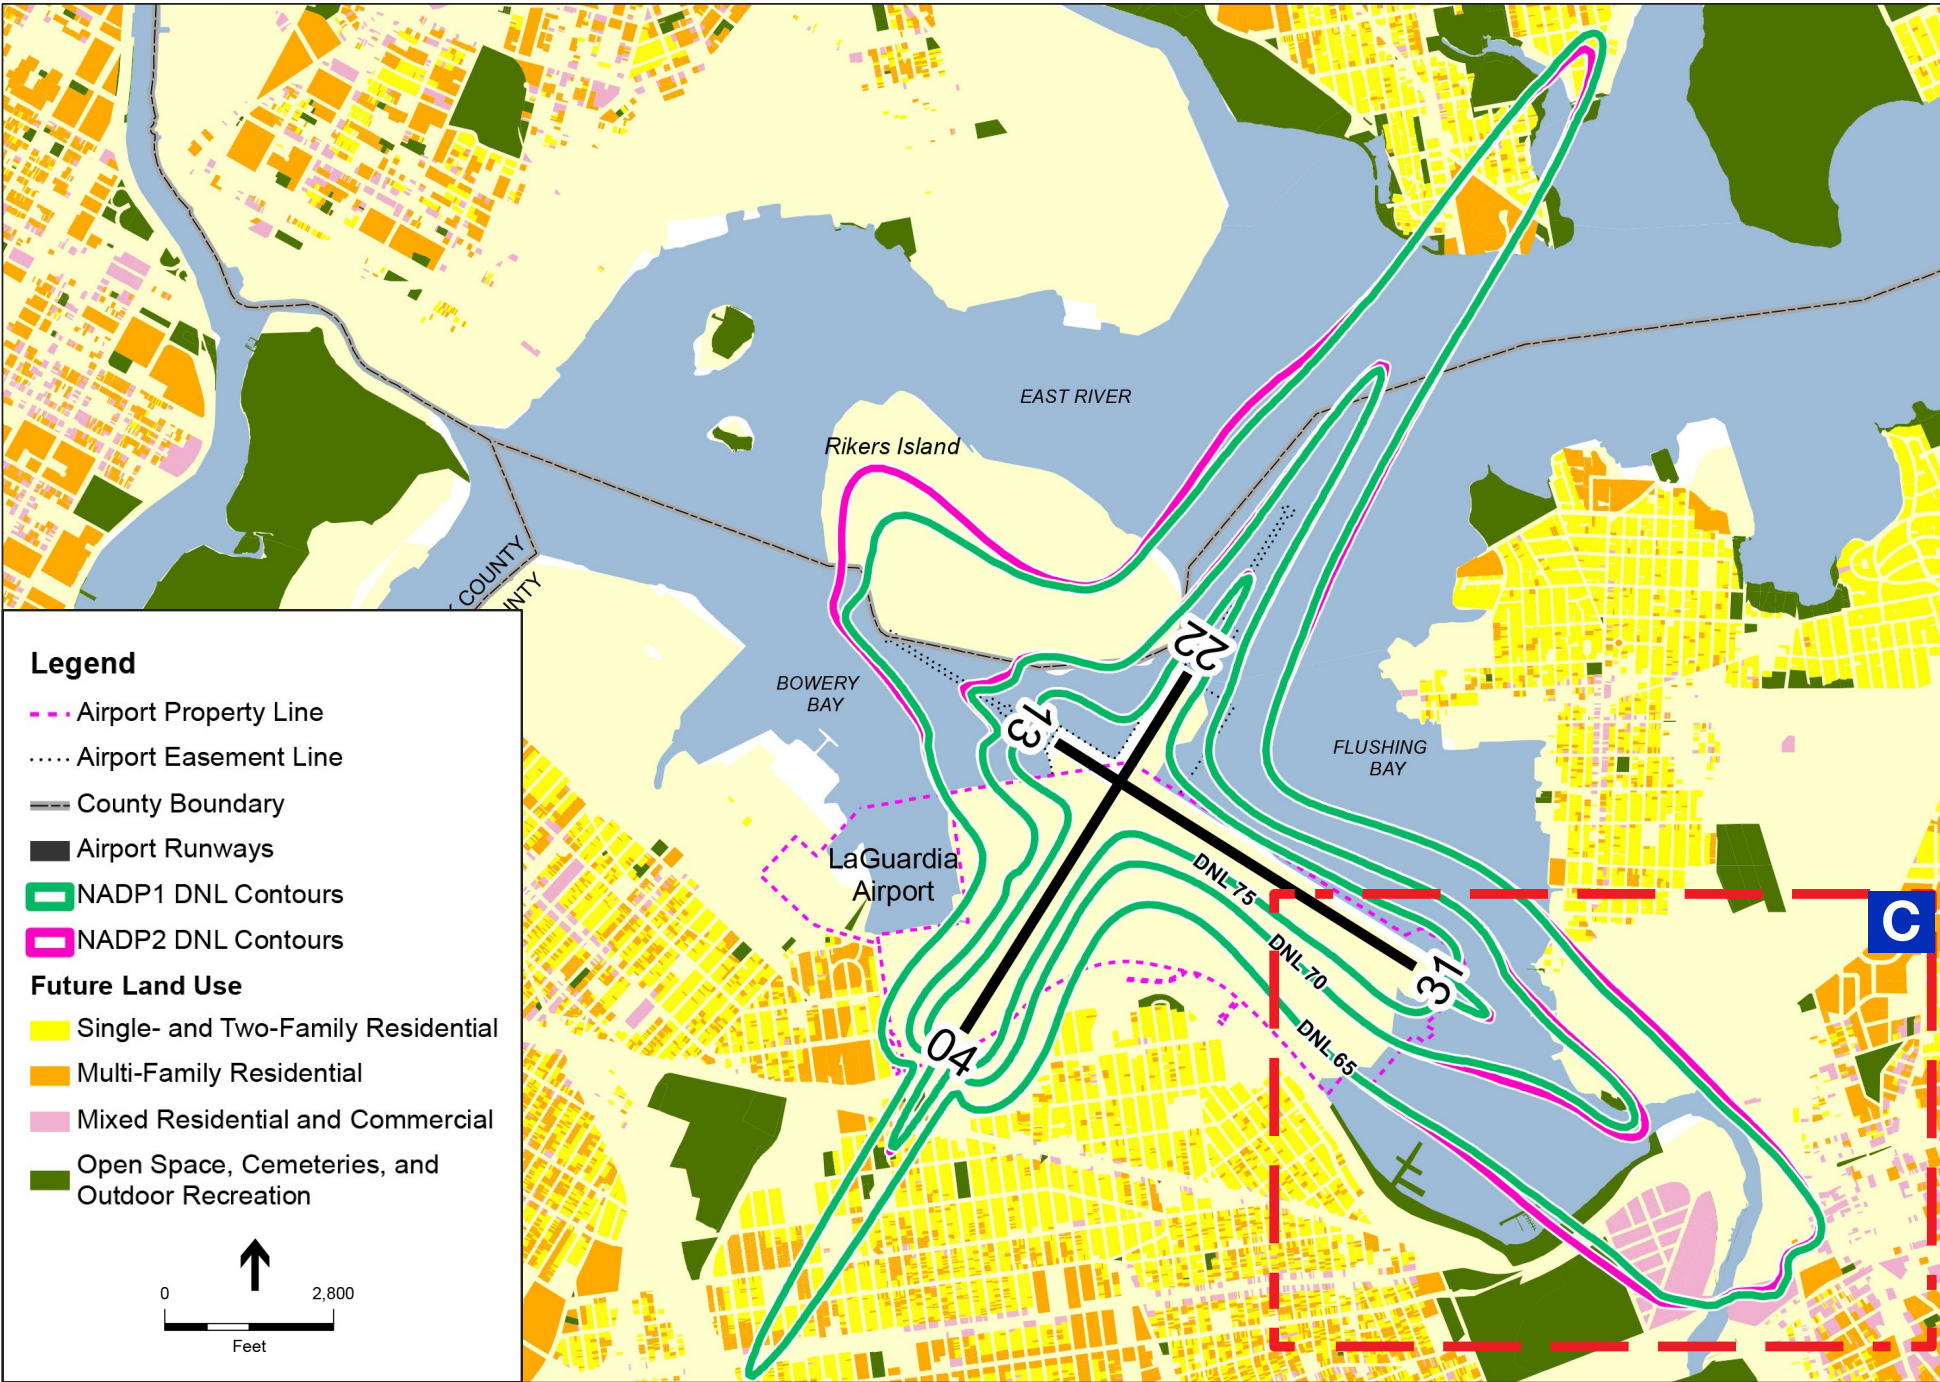 EAST RIVER
Rikers Island
COUNTY
BOWERY
BAY
22
13
FLUSHING
BAY
LaGuardia
Airport
DNL 75
C
DNL 70
31
DNL 65
04
Legend
Airport Property Line
Airport Easement Line
County Boundary
Airport Runways
NADP1 DNL Contours
NADP2 DNL Contours
Future Land Use
Single- and Two-Family Residential
Multi-Family Residential
Mixed Residential and Commercial
Open Space, Cemeteries, and
Outdoor Recreation
0 2,800
Feet